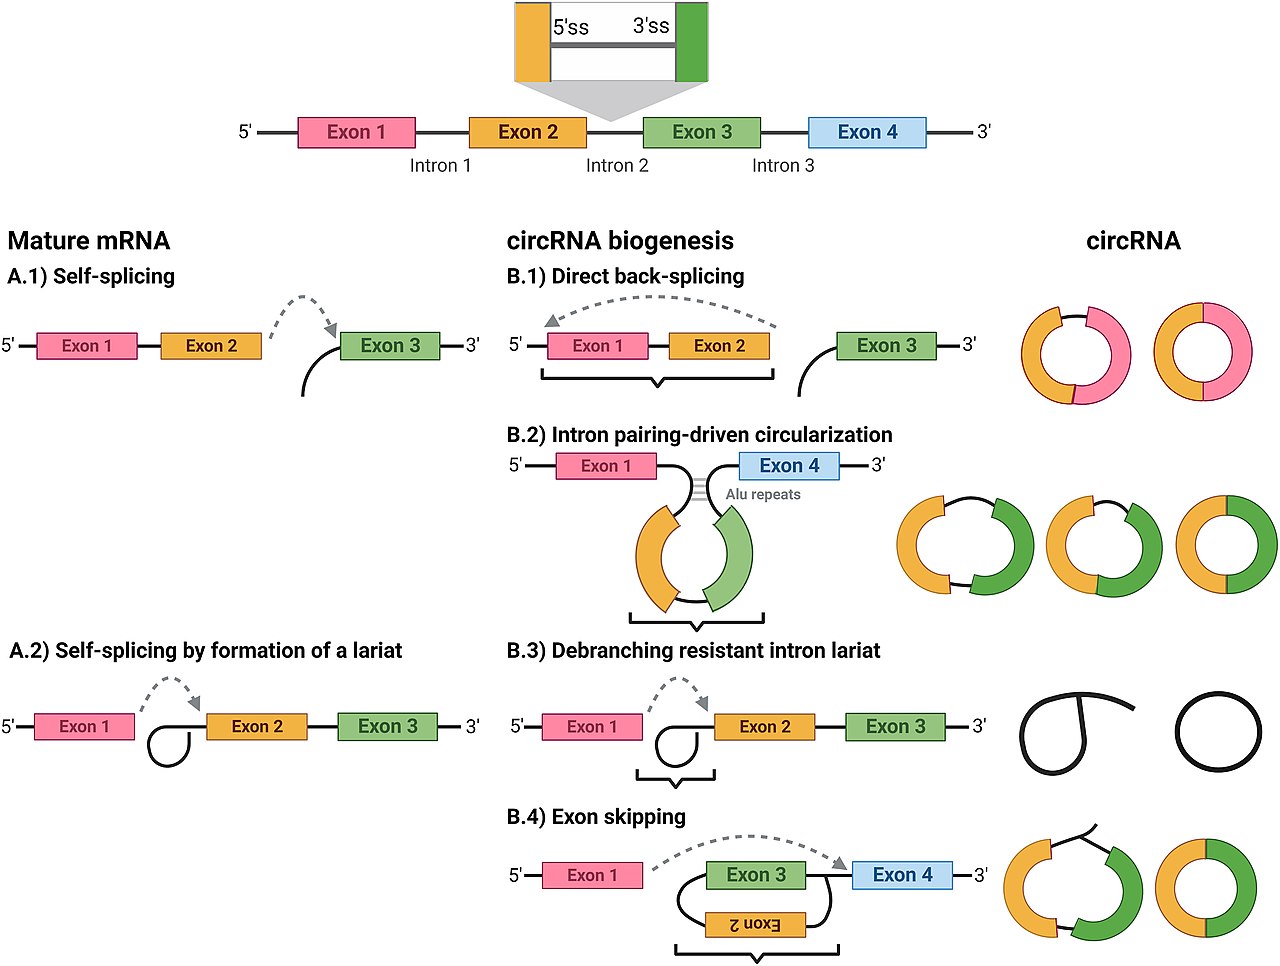 5'ss 3'ss
5' Exon 1 Exon 2 Exon 3 Exon 4 3'
Intron 1 Intron 2 Intron 3
Mature mRNA
circRNA biogenesis
circRNA
A.1) Self-splicing
5' Exon 1 Exon 2 Exon 3 3'
B.1) Direct back-splicing
5' Exon 1 Exon 2 Exon 3 3'
B.2) Intron pairing-driven circularization
5' Exon 1 Exon 4 3'
Alu repeats
A.2) Self-splicing by formation of a lariat
5' Exon 1 Exon 2 Exon 3 3'
B.3) Debranching resistant intron lariat
5' Exon 1 Exon 2 Exon 3 3'
B.4) Exon skipping
5' Exon 1 Exon 3 Exon 4 3'
Exon 2